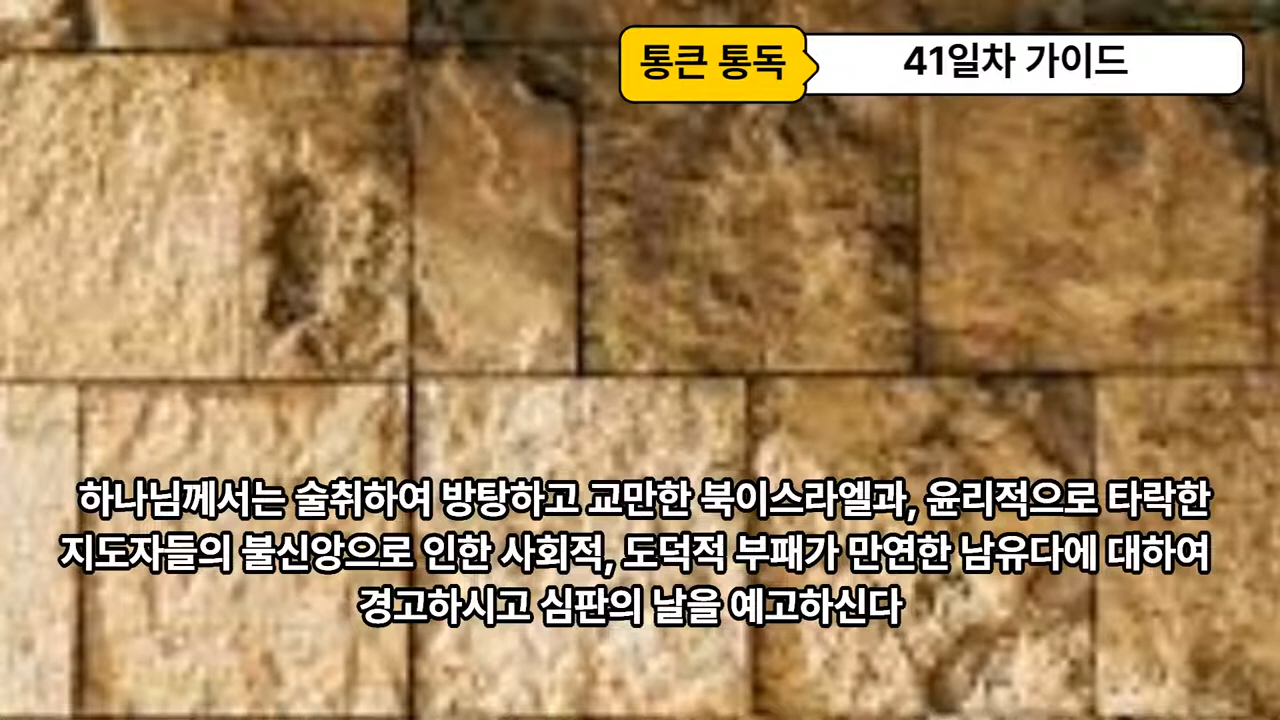 통큰 통독
41일차 가이드
하나님께서는 술취하여 방탕하고 교만한 북이스라엘과, 윤리적으로 타락한
지도자들의 불신앙으로 인한 사회적, 도덕적 부패가 만연한 남유다에 대하여
경고하시고 심판의 날을 예고하신다